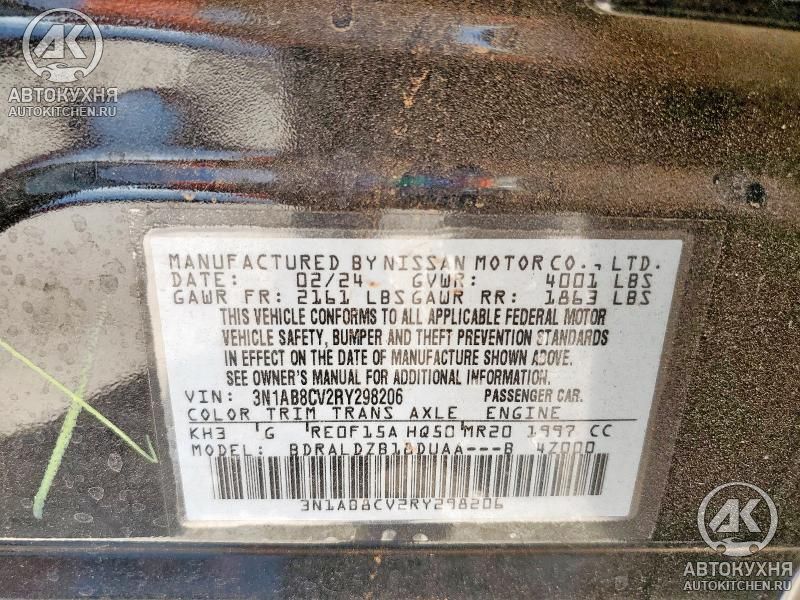 АК
АВТОКУХНЯ
AUTOKITCHEN.RU
MANUFACTURED BY NISSAN MOTOR CO., LTD.
DATE: 02/24 GVWR: 4001 LBS
GAWR FR: 2161 LBS GAWR RR: 1863 LBS
THIS VEHICLE CONFORMS TO ALL APPLICABLE FEDERAL MOTOR
VEHICLE SAFETY, BUMPER AND THEFT PREVENTION STANDARDS
IN EFFECT ON THE DATE OF MANUFACTURE SHOWN ABOVE.
SEE OWNER'S MANUAL FOR ADDITIONAL INFORMATION.
VIN: 3N1AB8CV2RY298206 PASSENGER CAR.
COLOR TRIM TRANS AXLE ENGINE
KH3 G RE0F15A HQ50 MR20 1997 CC
MODEL: BDRALDZB18DUAA---B 4Z000
3N1AB8CV2RY298206
АК
АВТОКУХНЯ
AUTOKITCHEN.RU